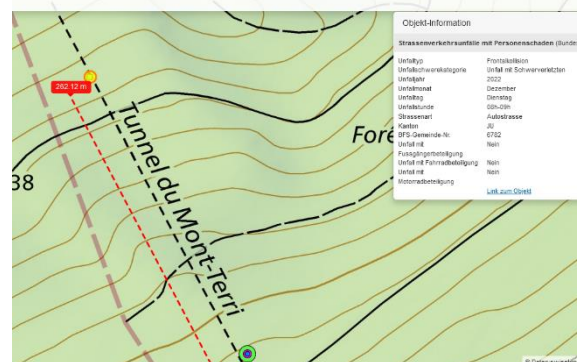 262.12 m
Tunnel du Mont-Terri
38
Fore
Objekt-Information
Strassenverkehrsunfälle mit Personenschaden (Bunde
Unfalltyp Frontalkollision
Unfallschwerekategorie Unfall mit Schwerverletzten
Unfalljahr 2022
Unfallmonat Dezember
Unfalltag Dienstag
Unfallstunde 08h-09h
Strassenart Autostrasse
Kanton JU
BFS-Gemeinde-Nr. 6782
Unfall mit Nein
Fussgängerbeteiligung
Unfall mit Fahrradbeteiligung Nein
Unfall mit Nein
Motorradbeteiligung
Link zum Objekt